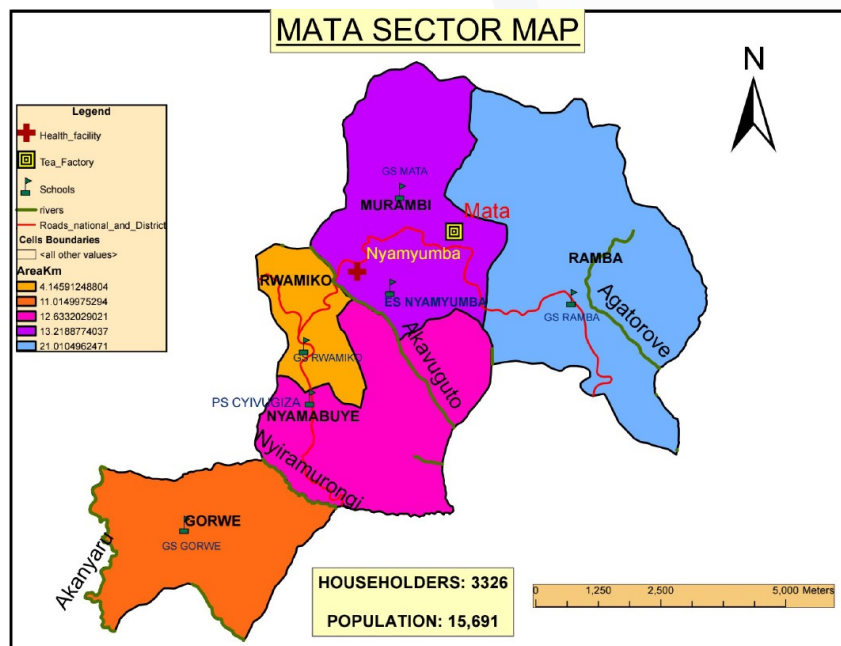 MATA SECTOR MAP
N
Legend
Health_facility
Tea_Factory
Schools
rivers
Roads_national_and_District
Cells Boundaries
<all other values>
AreaKm
4.14591248804
11.0149975294
12.6332029021
13.2188774037
21.0104962471
GS MATA
MURAMBI
Mata
Nyamyumba
RAMBA
RWAMIKO
ES NYAMYUMBA
Agatorove
GS RAMBA
Akavuguto
GS RWAMIKO
PS CYIVUGIZA
NYAMABUYE
Nyiramurongi
GORWE
GS GORWE
Akanyaru
HOUSEHOLDERS: 3326
POPULATION: 15,691
0 1,250 2,500 5,000 Meters